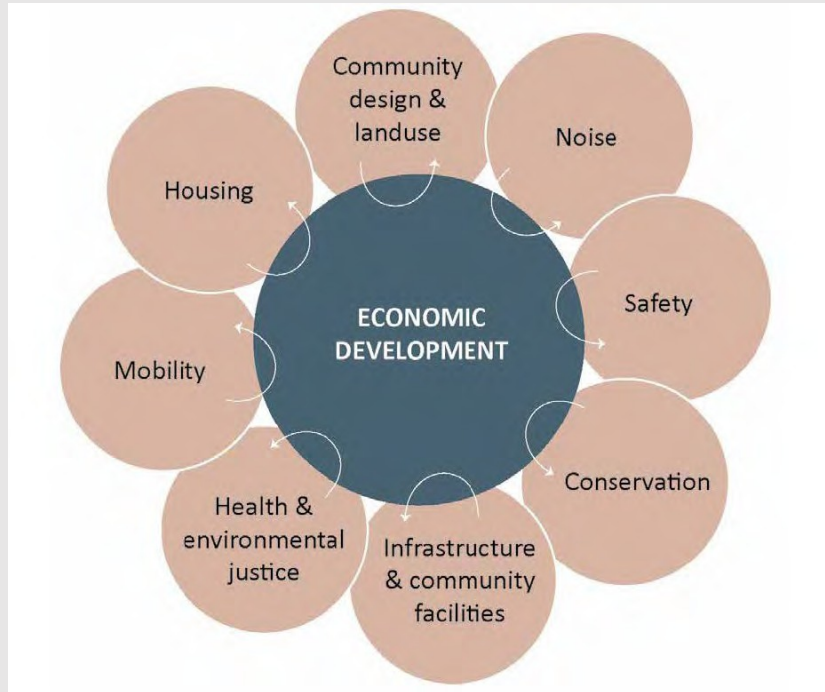 Community
design &
landuse
Noise
Safety
Conservation
Infrastructure
& community
facilities
Health &
environmental
justice
Mobility
Housing
ECONOMIC
DEVELOPMENT